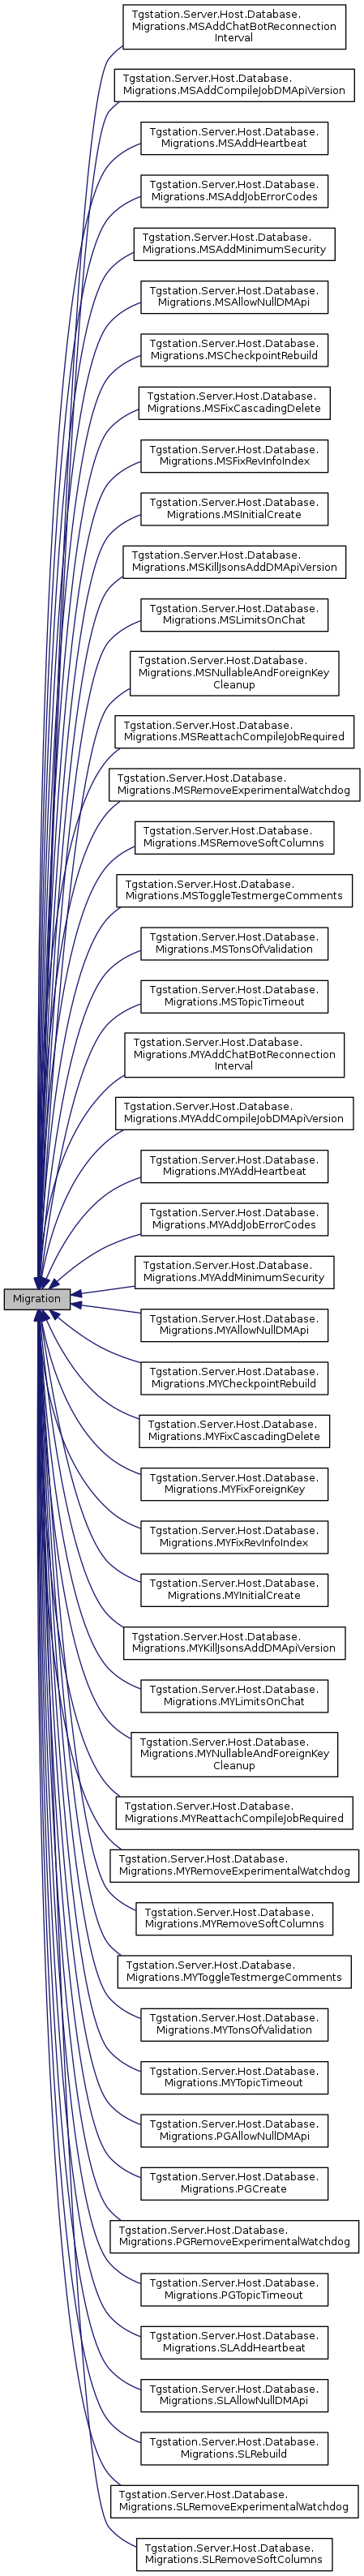 Tgstation.Server.Host.Database.
Migrations.MSAddChatBotReconnection
Interval
Tgstation.Server.Host.Database.
Migrations.MSAddCompileJobDMApiVersion
Tgstation.Server.Host.Database.
Migrations.MSAddHeartbeat
Tgstation.Server.Host.Database.
Migrations.MSAddJobErrorCodes
Tgstation.Server.Host.Database.
Migrations.MSAddMinimumSecurity
Tgstation.Server.Host.Database.
Migrations.MSAllowNullDMApi
Tgstation.Server.Host.Database.
Migrations.MSCheckpointRebuild
Tgstation.Server.Host.Database.
Migrations.MSFixCascadingDelete
Tgstation.Server.Host.Database.
Migrations.MSFixRevInfoIndex
Tgstation.Server.Host.Database.
Migrations.MSInitialCreate
Tgstation.Server.Host.Database.
Migrations.MSKillJsonsAddDMApiVersion
Tgstation.Server.Host.Database.
Migrations.MSLimitsOnChat
Tgstation.Server.Host.Database.
Migrations.MSNullableAndForeignKey
Cleanup
Tgstation.Server.Host.Database.
Migrations.MSReattachCompileJobRequired
Tgstation.Server.Host.Database.
Migrations.MSRemoveExperimentalWatchdog
Tgstation.Server.Host.Database.
Migrations.MSRemoveSoftColumns
Tgstation.Server.Host.Database.
Migrations.MSToggleTestmergeComments
Tgstation.Server.Host.Database.
Migrations.MSTonsOfValidation
Tgstation.Server.Host.Database.
Migrations.MSTopicTimeout
Tgstation.Server.Host.Database.
Migrations.MYAddChatBotReconnection
Interval
Tgstation.Server.Host.Database.
Migrations.MYAddCompileJobDMApiVersion
Tgstation.Server.Host.Database.
Migrations.MYAddHeartbeat
Tgstation.Server.Host.Database.
Migrations.MYAddJobErrorCodes
Tgstation.Server.Host.Database.
Migrations.MYAddMinimumSecurity
Migration
Tgstation.Server.Host.Database.
Migrations.MYAllowNullDMApi
Tgstation.Server.Host.Database.
Migrations.MYCheckpointRebuild
Tgstation.Server.Host.Database.
Migrations.MYFixCascadingDelete
Tgstation.Server.Host.Database.
Migrations.MYFixForeignKey
Tgstation.Server.Host.Database.
Migrations.MYFixRevInfoIndex
Tgstation.Server.Host.Database.
Migrations.MYInitialCreate
Tgstation.Server.Host.Database.
Migrations.MYKillJsonsAddDMApiVersion
Tgstation.Server.Host.Database.
Migrations.MYLimitsOnChat
Tgstation.Server.Host.Database.
Migrations.MYNullableAndForeignKey
Cleanup
Tgstation.Server.Host.Database.
Migrations.MYReattachCompileJobRequired
Tgstation.Server.Host.Database.
Migrations.MYRemoveExperimentalWatchdog
Tgstation.Server.Host.Database.
Migrations.MYRemoveSoftColumns
Tgstation.Server.Host.Database.
Migrations.MYToggleTestmergeComments
Tgstation.Server.Host.Database.
Migrations.MYTonsOfValidation
Tgstation.Server.Host.Database.
Migrations.MYTopicTimeout
Tgstation.Server.Host.Database.
Migrations.PGAllowNullDMApi
Tgstation.Server.Host.Database.
Migrations.PGCreate
Tgstation.Server.Host.Database.
Migrations.PGRemoveExperimentalWatchdog
Tgstation.Server.Host.Database.
Migrations.PGTopicTimeout
Tgstation.Server.Host.Database.
Migrations.SLAddHeartbeat
Tgstation.Server.Host.Database.
Migrations.SLAllowNullDMApi
Tgstation.Server.Host.Database.
Migrations.SLRebuild
Tgstation.Server.Host.Database.
Migrations.SLRemoveExperimentalWatchdog
Tgstation.Server.Host.Database.
Migrations.SLRemoveSoftColumns